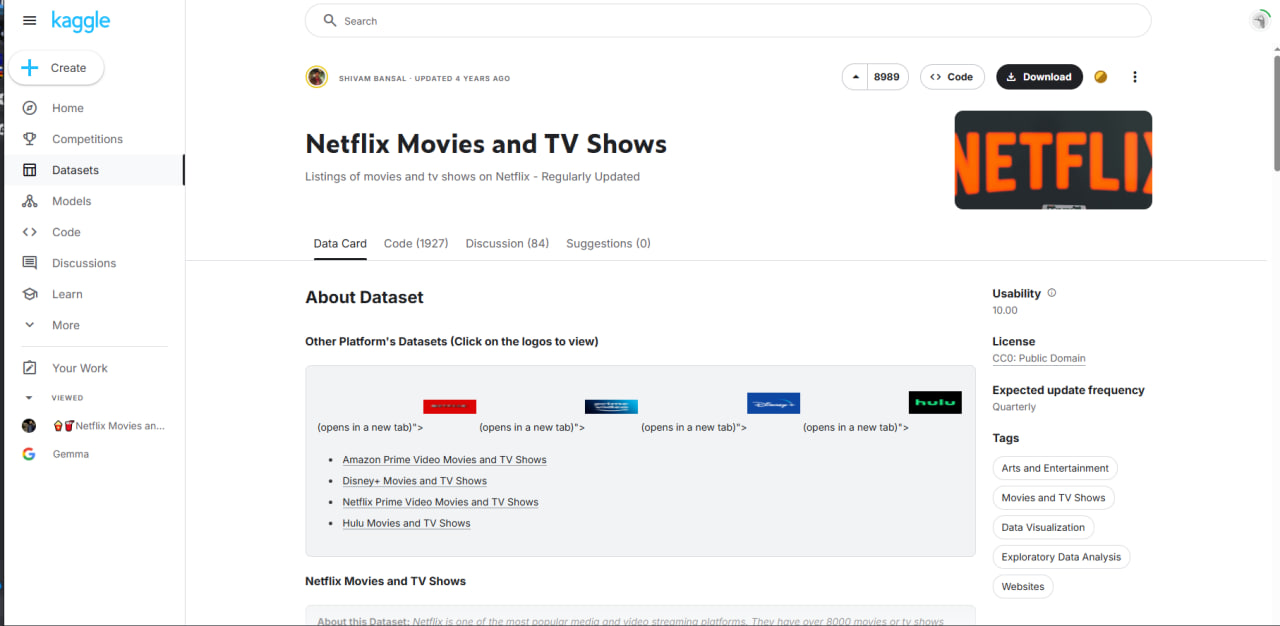 kaggle
Search
Create
Home
Competitions
Datasets
Models
Code
Discussions
Learn
More
Your Work
VIEWED
Netflix Movies an...
Gemma
SHIVAM BANSAL · UPDATED 4 YEARS AGO
8989
Code
Download
Netflix Movies and TV Shows
Listings of movies and tv shows on Netflix - Regularly Updated
NETFLI
Data Card
Code (1927)
Discussion (84)
Suggestions (0)
About Dataset
Other Platform's Datasets (Click on the logos to view)
prime video
Disney+
hulu
(opens in a new tab)">
(opens in a new tab)">
(opens in a new tab)">
(opens in a new tab)">
Amazon Prime Video Movies and TV Shows
Disney+ Movies and TV Shows
Netflix Prime Video Movies and TV Shows
Hulu Movies and TV Shows
Netflix Movies and TV Shows
About this Dataset: Netflix is one of the most popular media and video streaming platforms. They have over 8000 movies or tv shows
Usability
10.00
License
CC0: Public Domain
Expected update frequency
Quarterly
Tags
Arts and Entertainment
Movies and TV Shows
Data Visualization
Exploratory Data Analysis
Websites